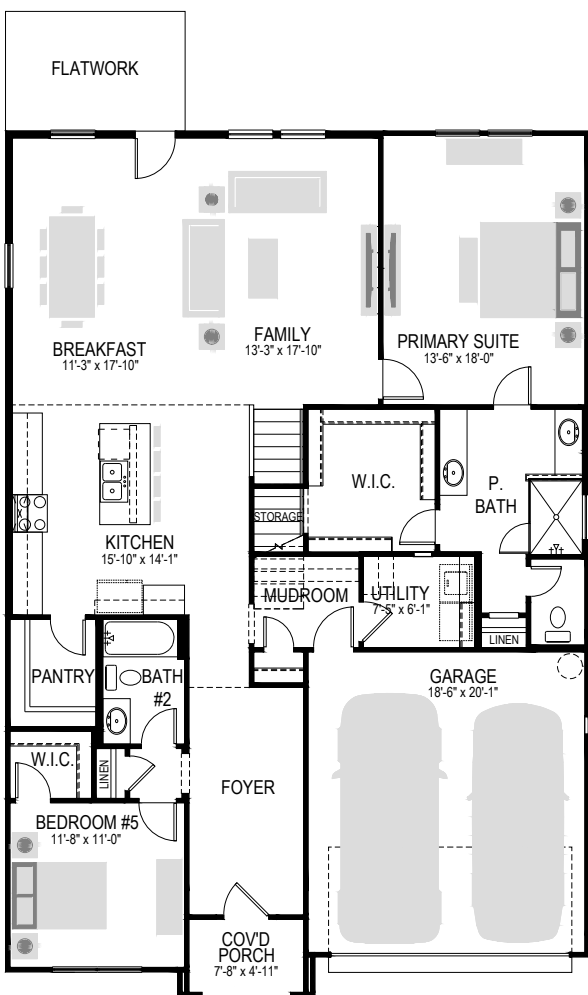 FLATWORK
BREAKFAST
11'-3" x 17'-10"
FAMILY
13'-3" x 17'-10"
PRIMARY SUITE
13'-6" x 18'-0"
W.I.C.
P.
BATH
STORAGE
KITCHEN
15'-10" x 14'-1"
MUDROOM
UTILITY
7'-5" x 6'-1"
LINEN
PANTRY
BATH
#2
GARAGE
18'-6" x 20'-1"
W.I.C.
LINEN
FOYER
BEDROOM #5
11'-8" x 11'-0"
COV'D
PORCH
7'-8" x 4'-11"